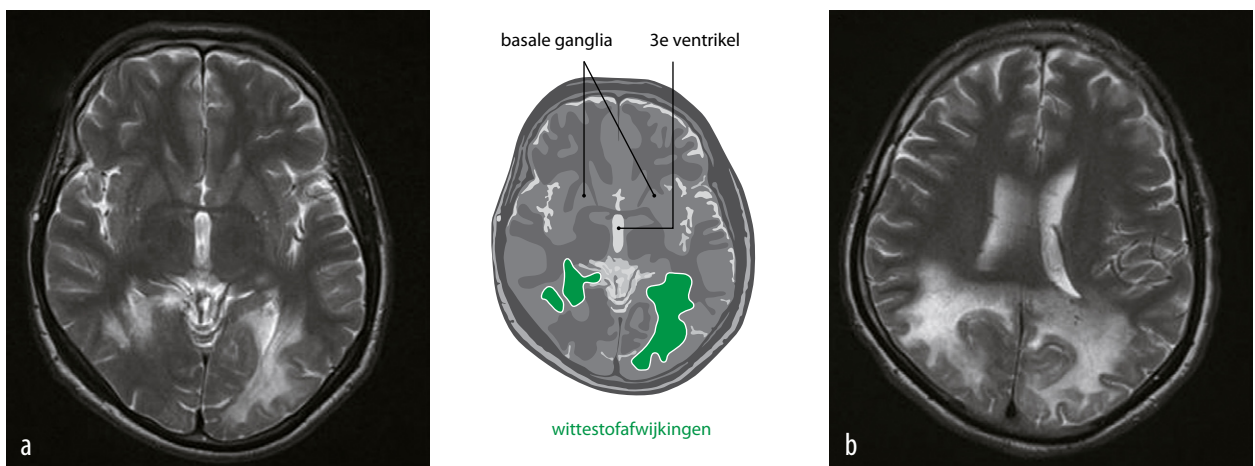 basale ganglia
3e ventrikel
wittestofafwijkingen
a
b